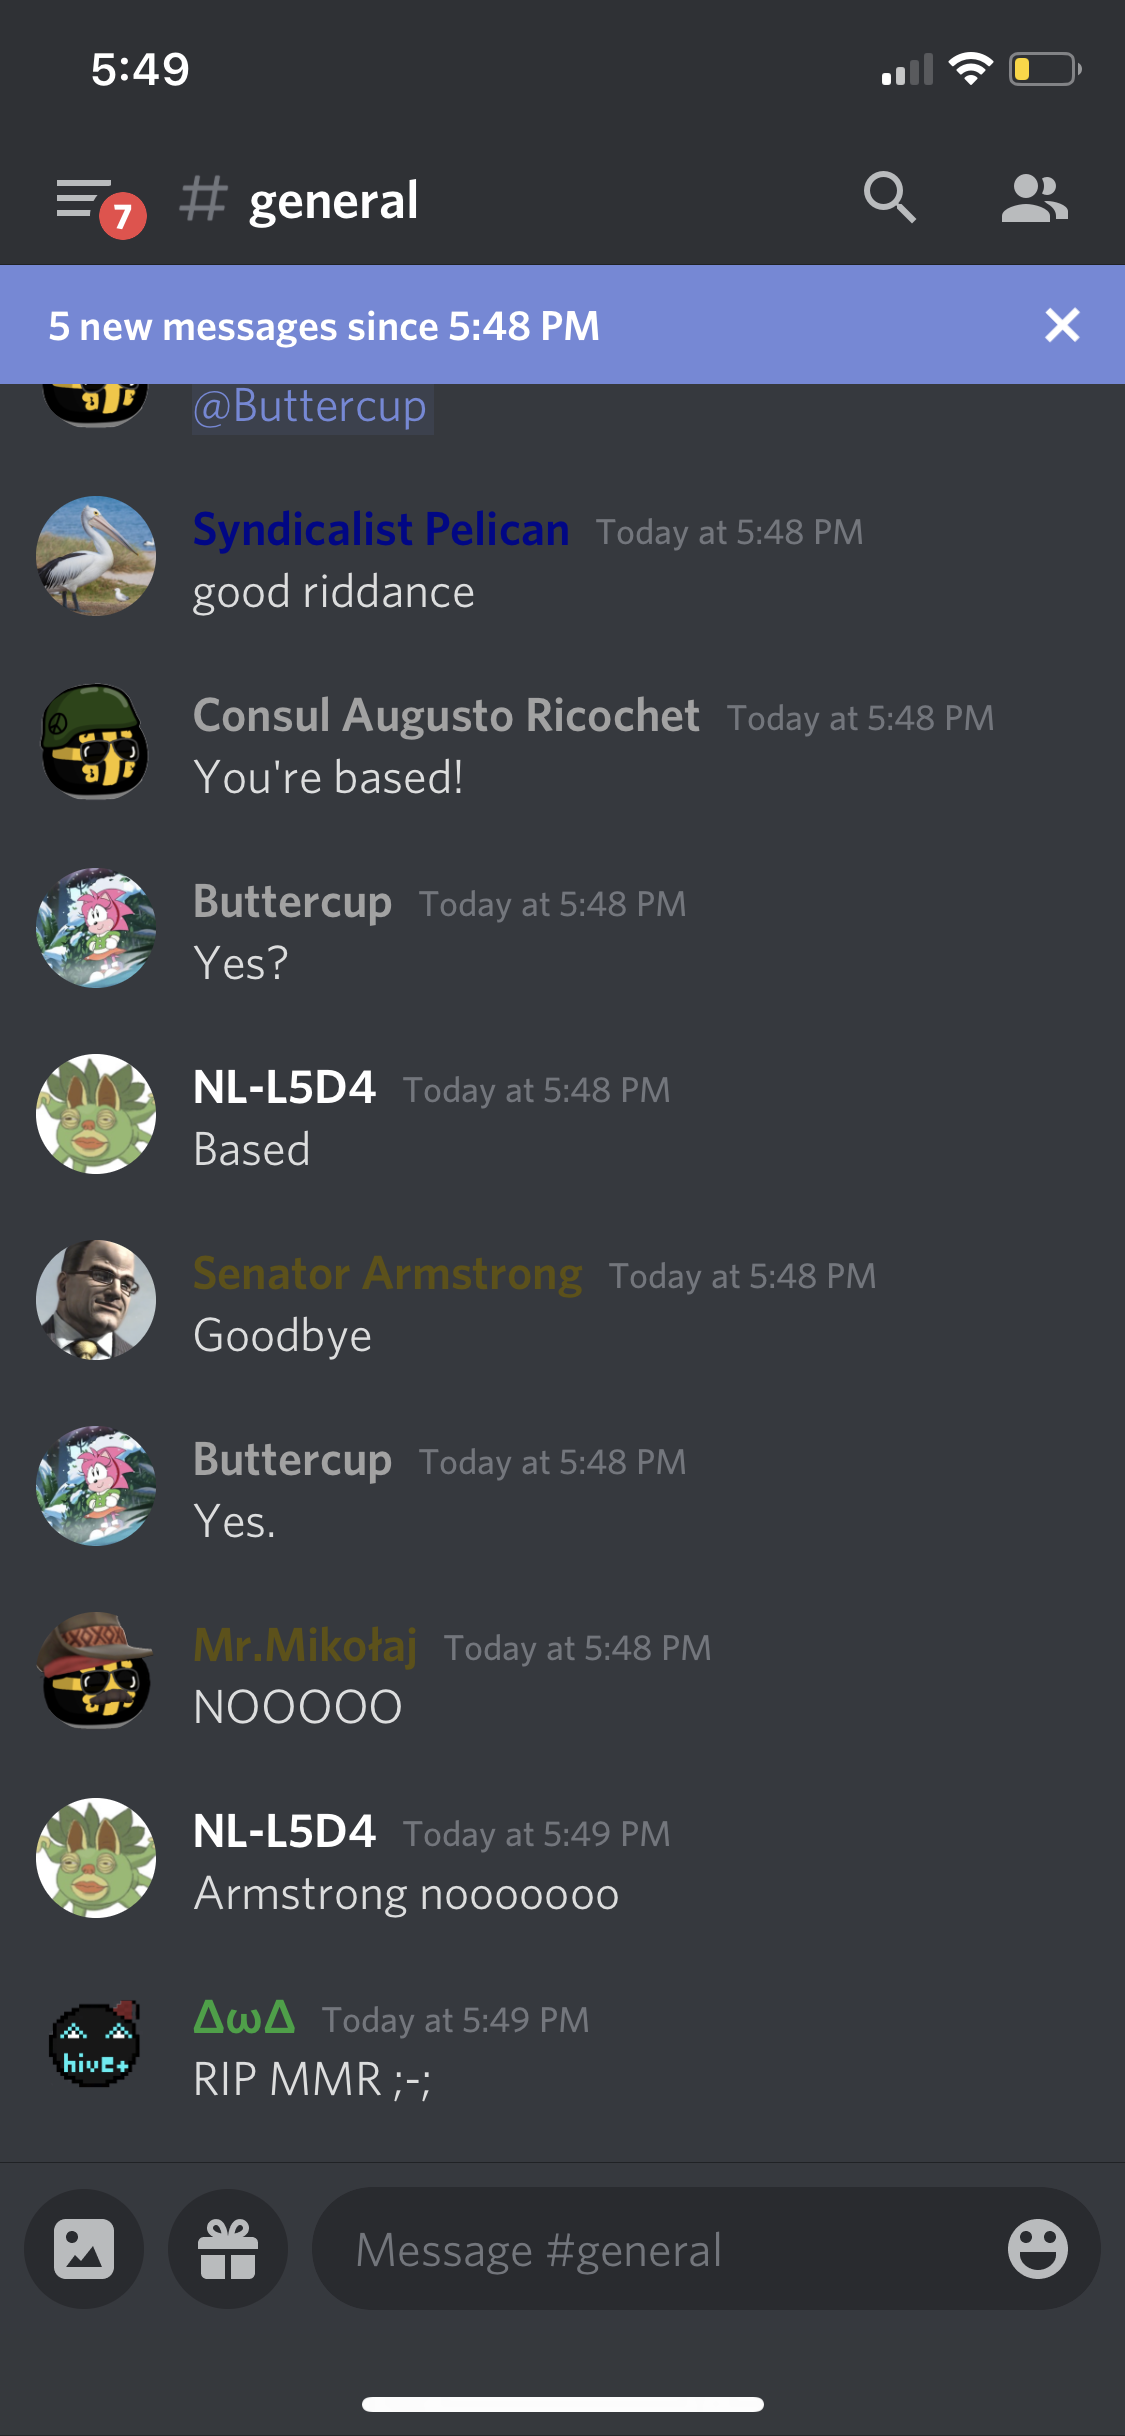 5:49
7
# general
5 new messages since 5:48 PM
@Buttercup
Syndicalist Pelican Today at 5:48 PM
good riddance
Consul Augusto Ricochet Today at 5:48 PM
You're based!
Buttercup Today at 5:48 PM
Yes?
NL-L5D4 Today at 5:48 PM
Based
Senator Armstrong Today at 5:48 PM
Goodbye
Buttercup Today at 5:48 PM
Yes.
Mr.Mikołaj Today at 5:48 PM
NOOOOO
NL-L5D4 Today at 5:49 PM
Armstrong nooooooo
ΔωΔ Today at 5:49 PM
hivE+
RIP MMR ;-;
Message #general